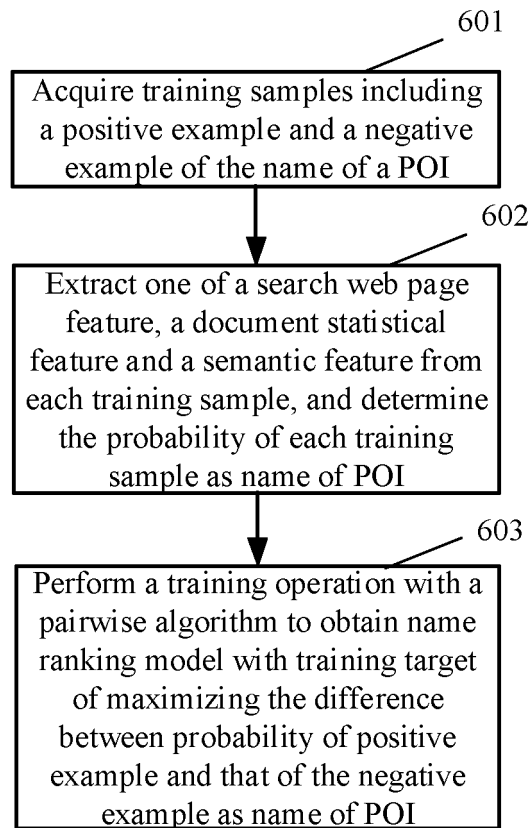 601
Acquire training samples including
a positive example and a negative
example of the name of a POI
602
Extract one of a search web page
feature, a document statistical
feature and a semantic feature from
each training sample, and determine
the probability of each training
sample as name of POI
603
Perform a training operation with a
pairwise algorithm to obtain name
ranking model with training target
of maximizing the difference
between probability of positive
example and that of the negative
example as name of POI